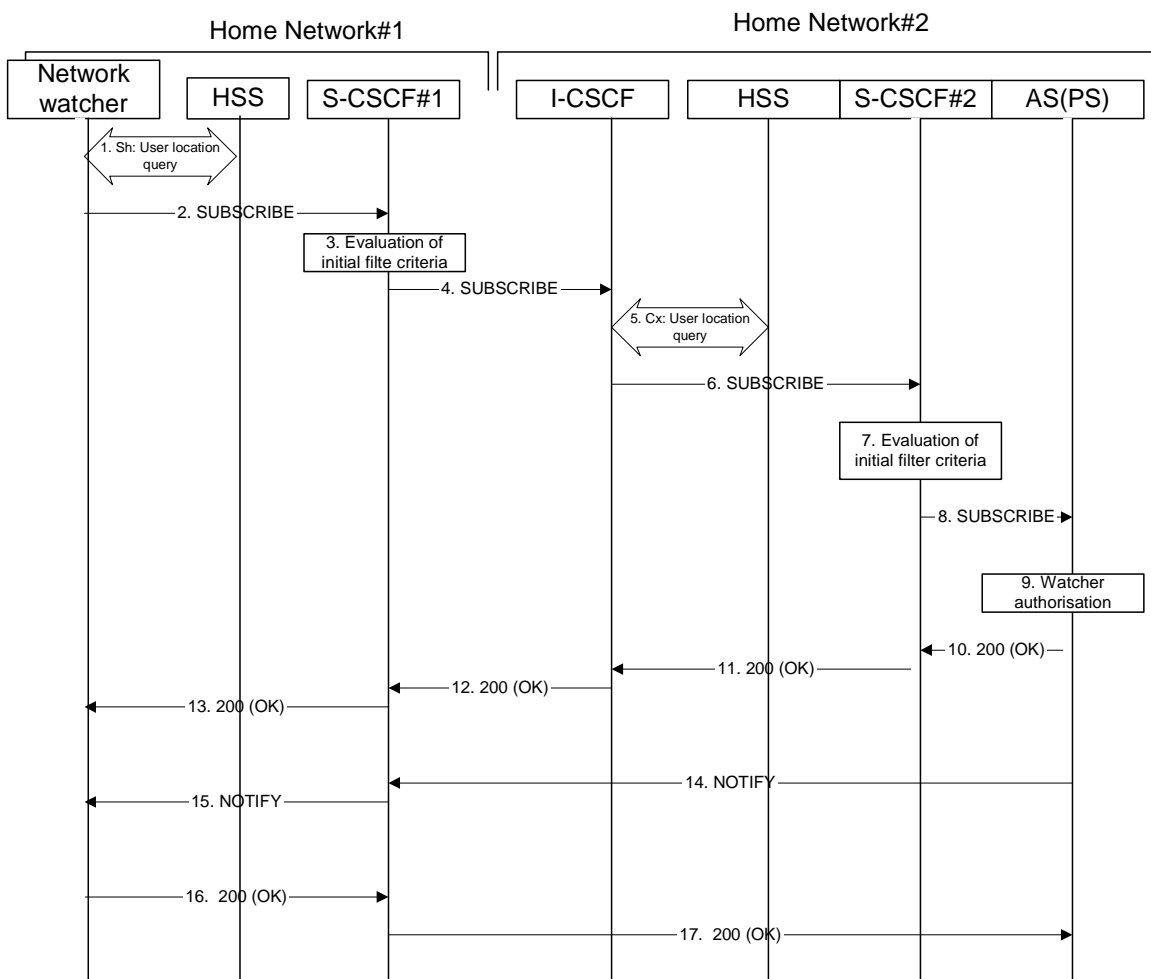 Home Network#1
Home Network#2
Network
watcher
HSS
S-CSCF#1
I-CSCF
HSS
S-CSCF#2
AS(PS)
1. Sh: User location
query
2. SUBSCRIBE
3. Evaluation of
initial filte criteria
4. SUBSCRIBE
5. Cx: User location
query
6. SUBSCRIBE
7. Evaluation of
initial filter criteria
8. SUBSCRIBE
9. Watcher
authorisation
10. 200 (OK)
11. 200 (OK)
12. 200 (OK)
13. 200 (OK)
14. NOTIFY
15. NOTIFY
16. 200 (OK)
17. 200 (OK)